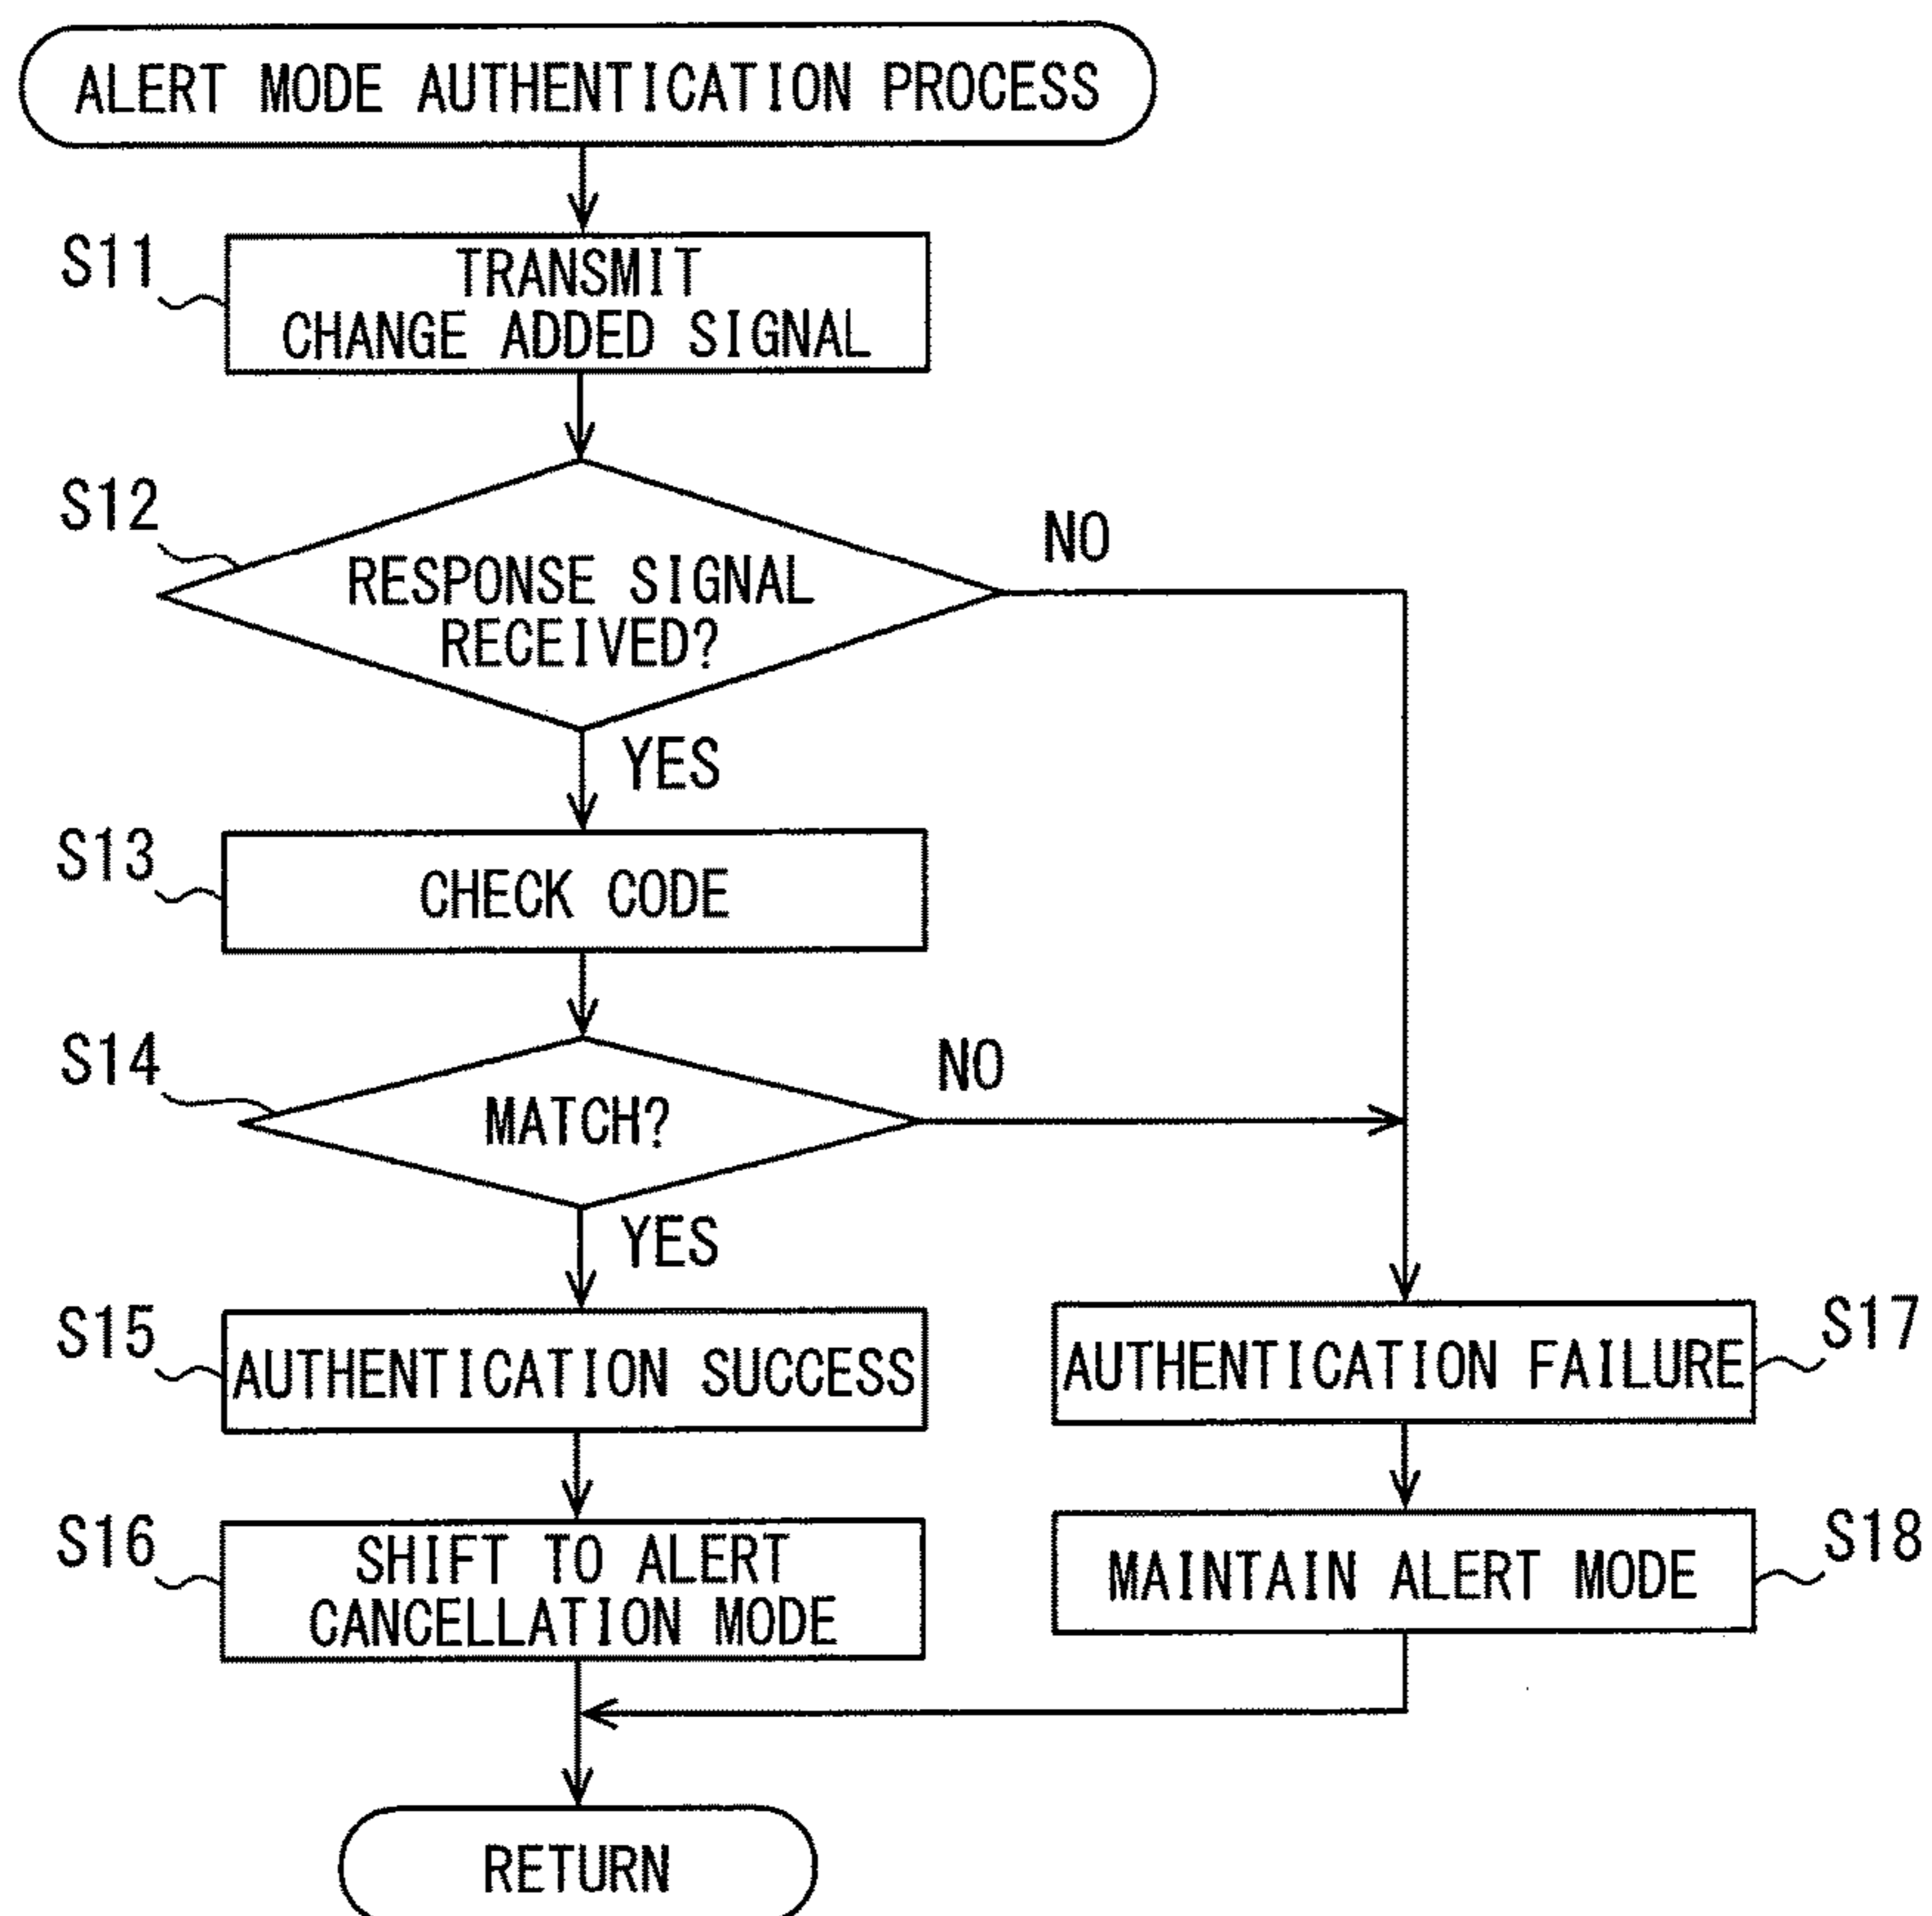 ALERT MODE AUTHENTICATION PROCESS
S11
TRANSMIT
CHANGE ADDED SIGNAL
S12
NO
RESPONSE SIGNAL
RECEIVED?
YES
S13
CHECK CODE
S14
NO
MATCH?
YES
S15
AUTHENTICATION SUCCESS
S17
AUTHENTICATION FAILURE
S16
SHIFT TO ALERT
CANCELLATION MODE
S18
MAINTAIN ALERT MODE
RETURN